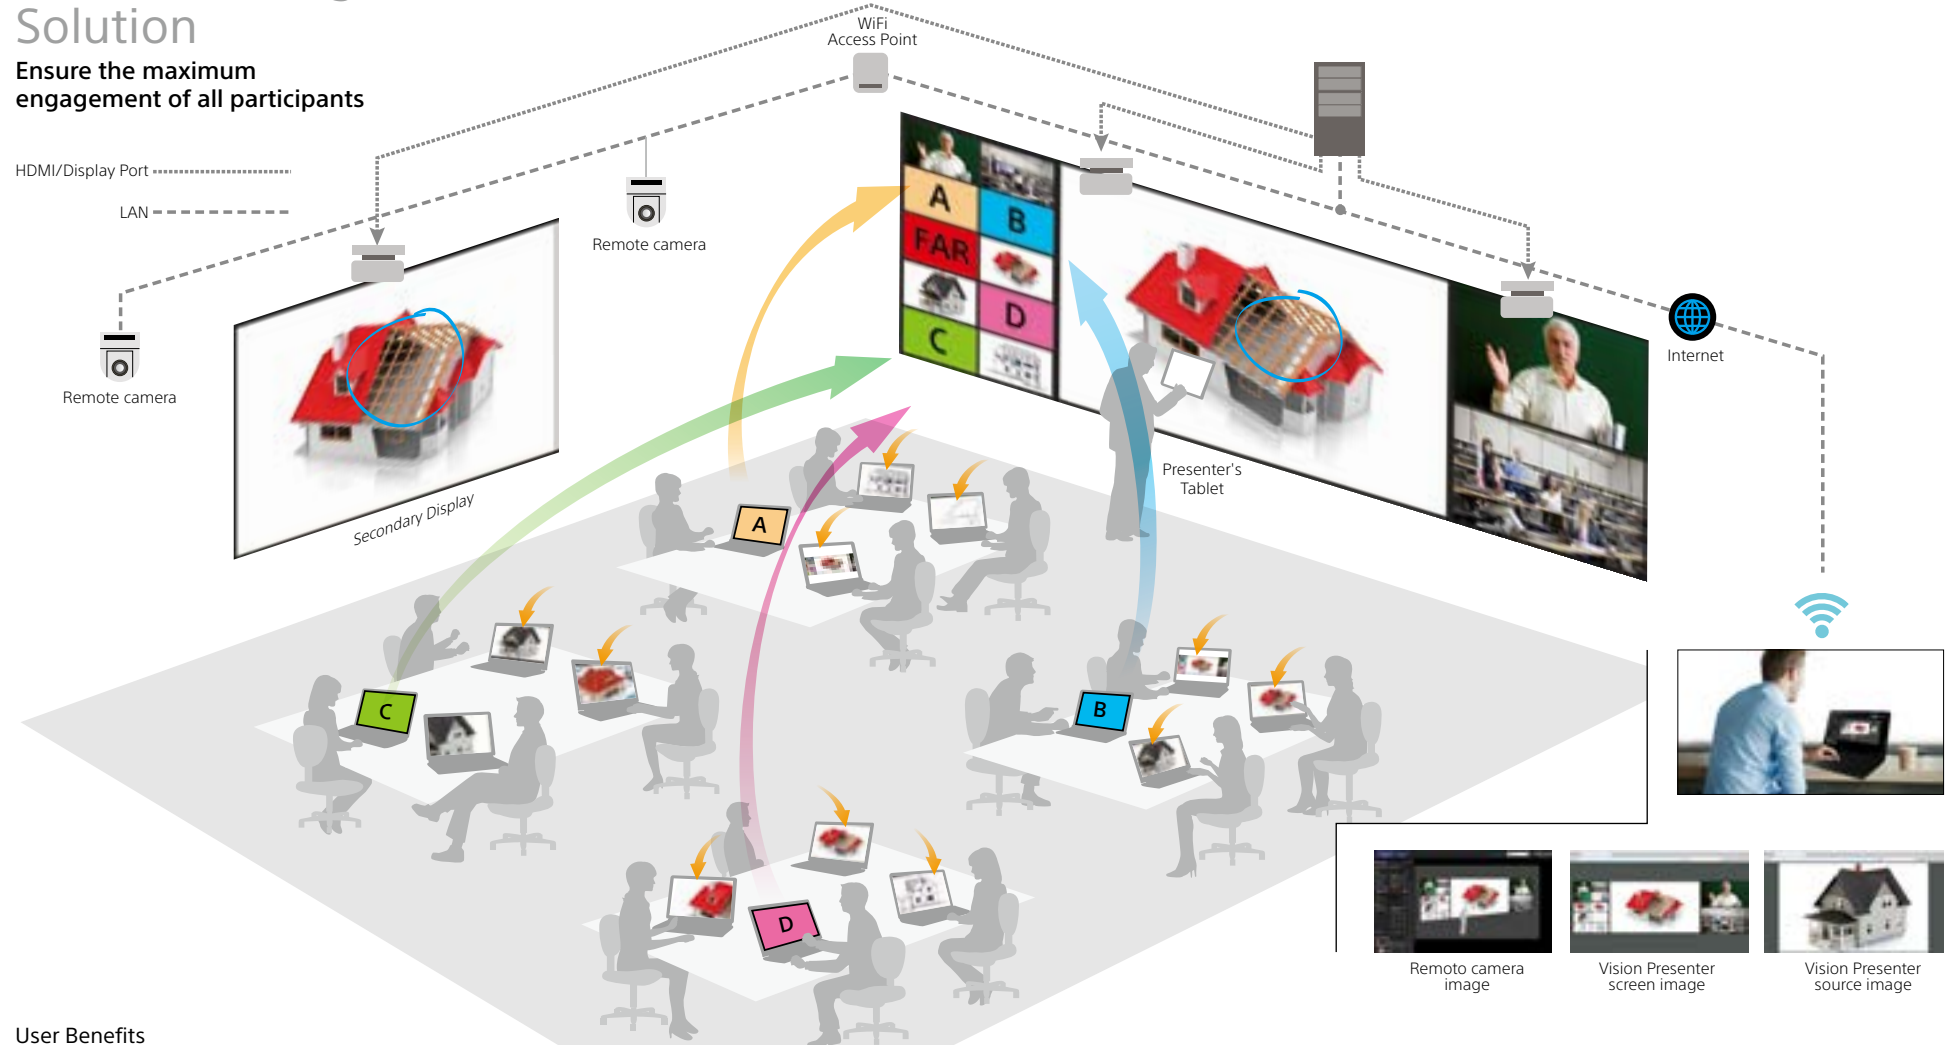 Solution
Ensure the maximum
engagement of all participants
HDMI/Display Port
LAN
WiFi
Access Point
Remote camera
Remote camera
Internet
Secondary Display
Presenter's
Tablet
A
B
FAR
D
C
A
C
B
D
Remoto camera
image
Vision Presenter
screen image
Vision Presenter
source image
User Benefits